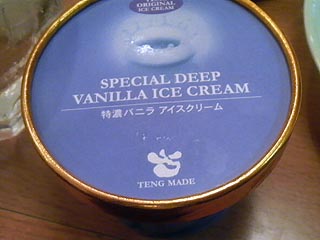 ORIGINAL
ICE CREAM
SPECIAL DEEP
VANILLA ICE CREAM
特濃バニラ アイスクリーム
TENG MADE